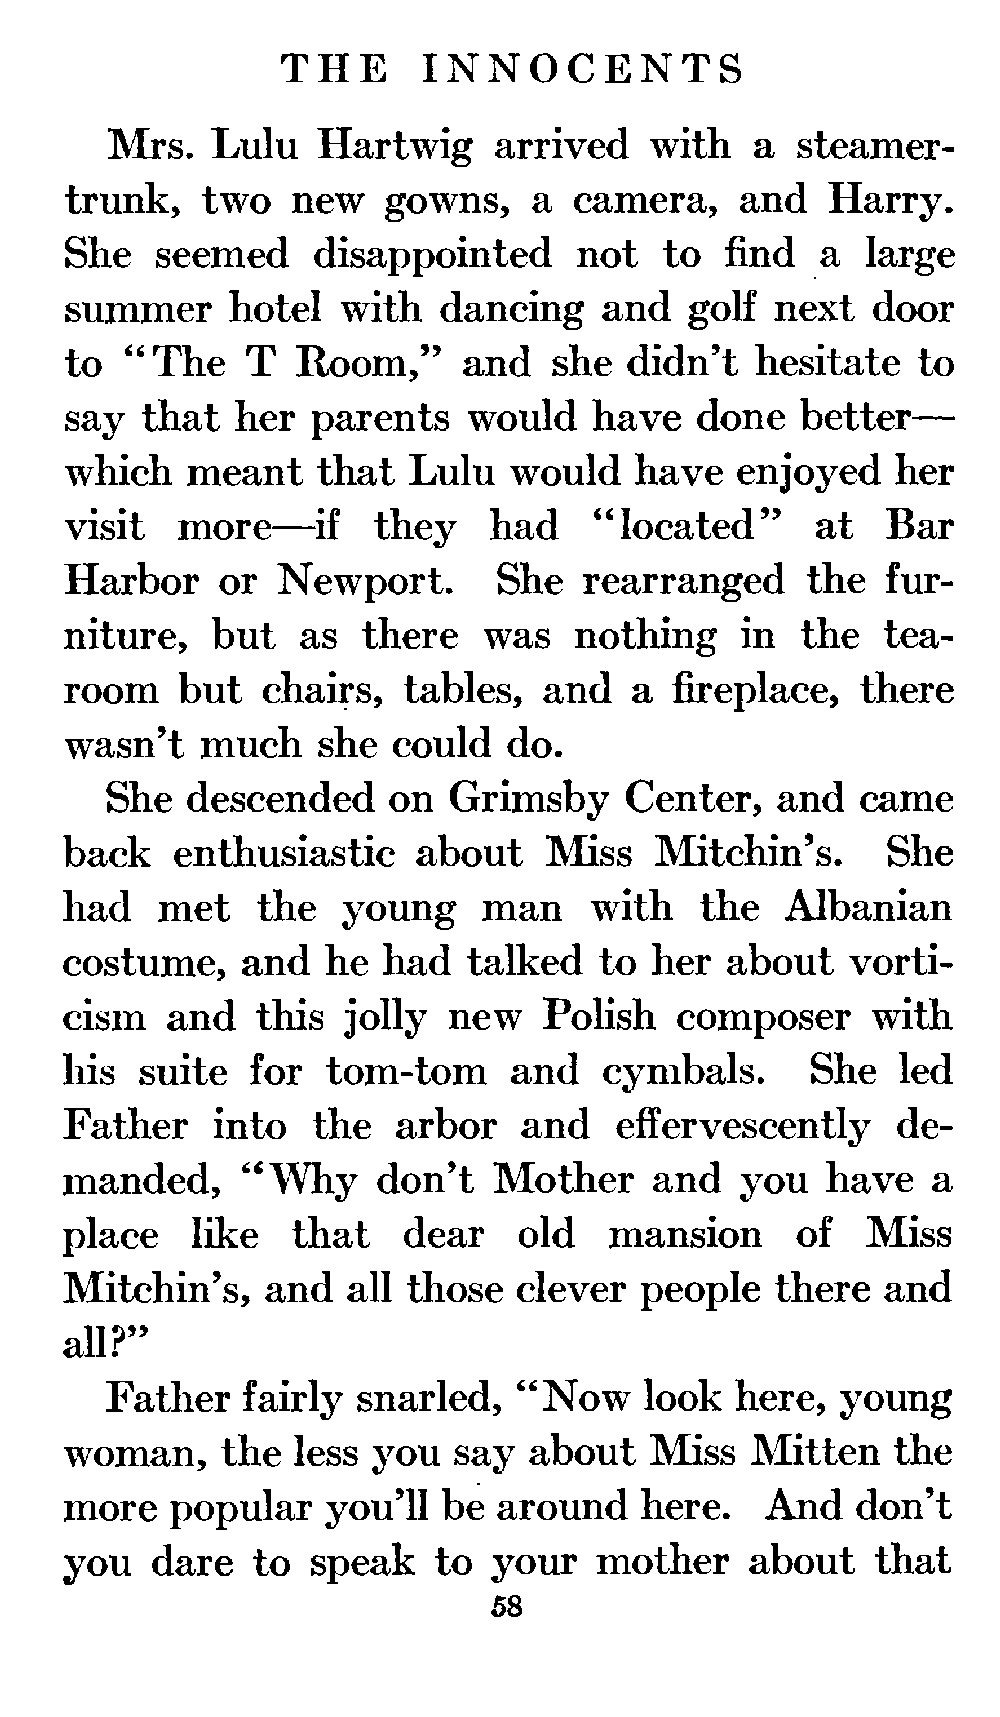 THE INNOCENTS
Mrs. Lulu Hartwig arrived with a steamer-
trunk, two new gowns, a camera, and Harry.
She seemed disappointed not to find a large
summer hotel with dancing and golf next door
to “The T Room,” and she didn’t hesitate to
say that her parents would have done better—
which meant that Lulu would have enjoyed her
visit more—if they had “located” at Bar
Harbor or Newport. She rearranged the fur-
niture, but as there was nothing in the tea-
room but chairs, tables, and a fireplace, there
wasn’t much she could do.
She descended on Grimsby Center, and came
back enthusiastic about Miss Mitchin’s. She
had met the young man with the Albanian
costume, and he had talked to her about vorti-
cism and this jolly new Polish composer with
his suite for tom-tom and cymbals. She led
Father into the arbor and effervescently de-
manded, “Why don’t Mother and you have a
place like that dear old mansion of Miss
Mitchin’s, and all those clever people there and
all?”
Father fairly snarled, “Now look here, young
woman, the less you say about Miss Mitten the
more popular you’ll be around here. And don’t
you dare to speak to your mother about that
58